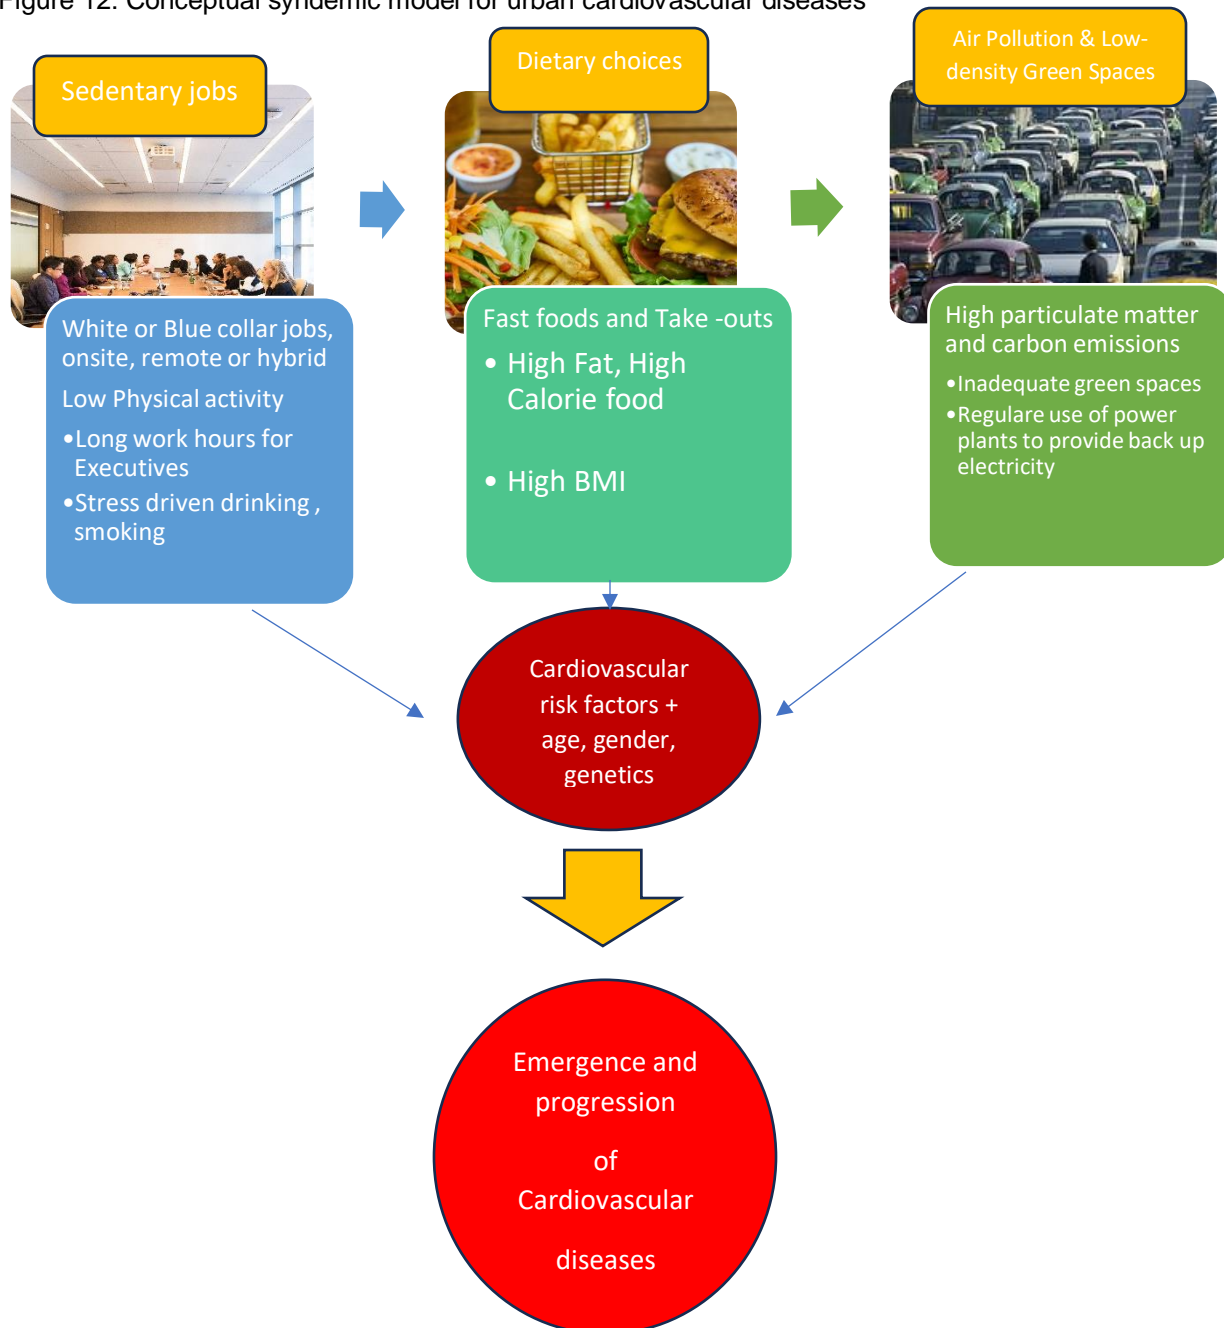 Figure 12: Conceptual syndemic model for urban cardiovascular diseases
Sedentary jobs
White or Blue collar jobs,
onsite, remote or hybrid
Low Physical activity
•Long work hours for
Executives
•Stress driven drinking ,
smoking
Dietary choices
Fast foods and Take -outs
• High Fat, High
Calorie food
• High BMI
Air Pollution & Low-
density Green Spaces
High particulate matter
and carbon emissions
•Inadequate green spaces
•Regulare use of power
plants to provide back up
electricity
Cardiovascular
risk factors +
age, gender,
genetics
Emergence and
progression
of
Cardiovascular
diseases